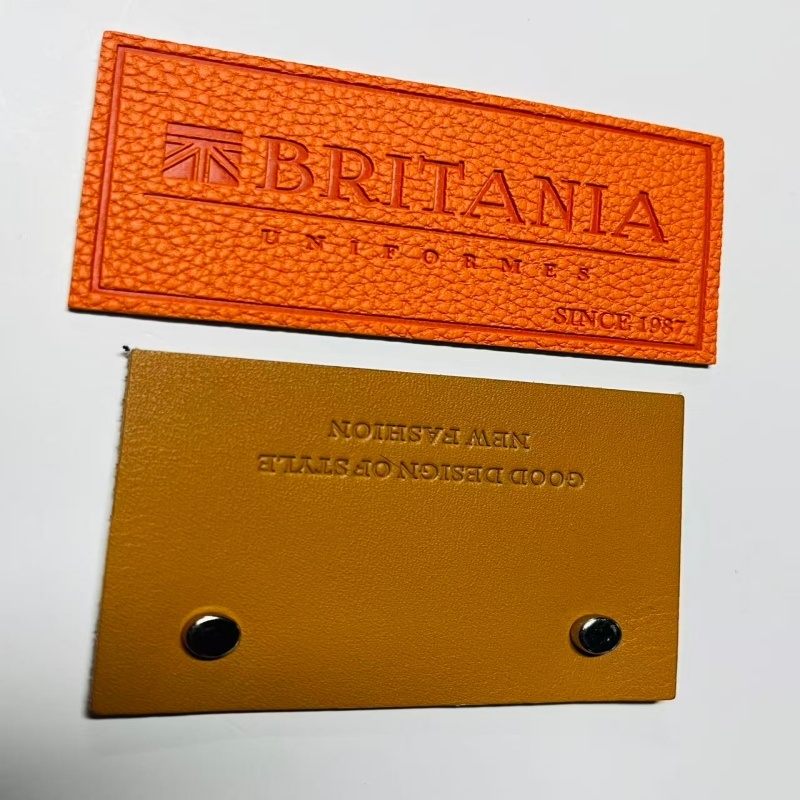 BRITANIA
UNIFORMES
SINCE 1987
GOOD DESIGN OF STYLE
NEW FASHION